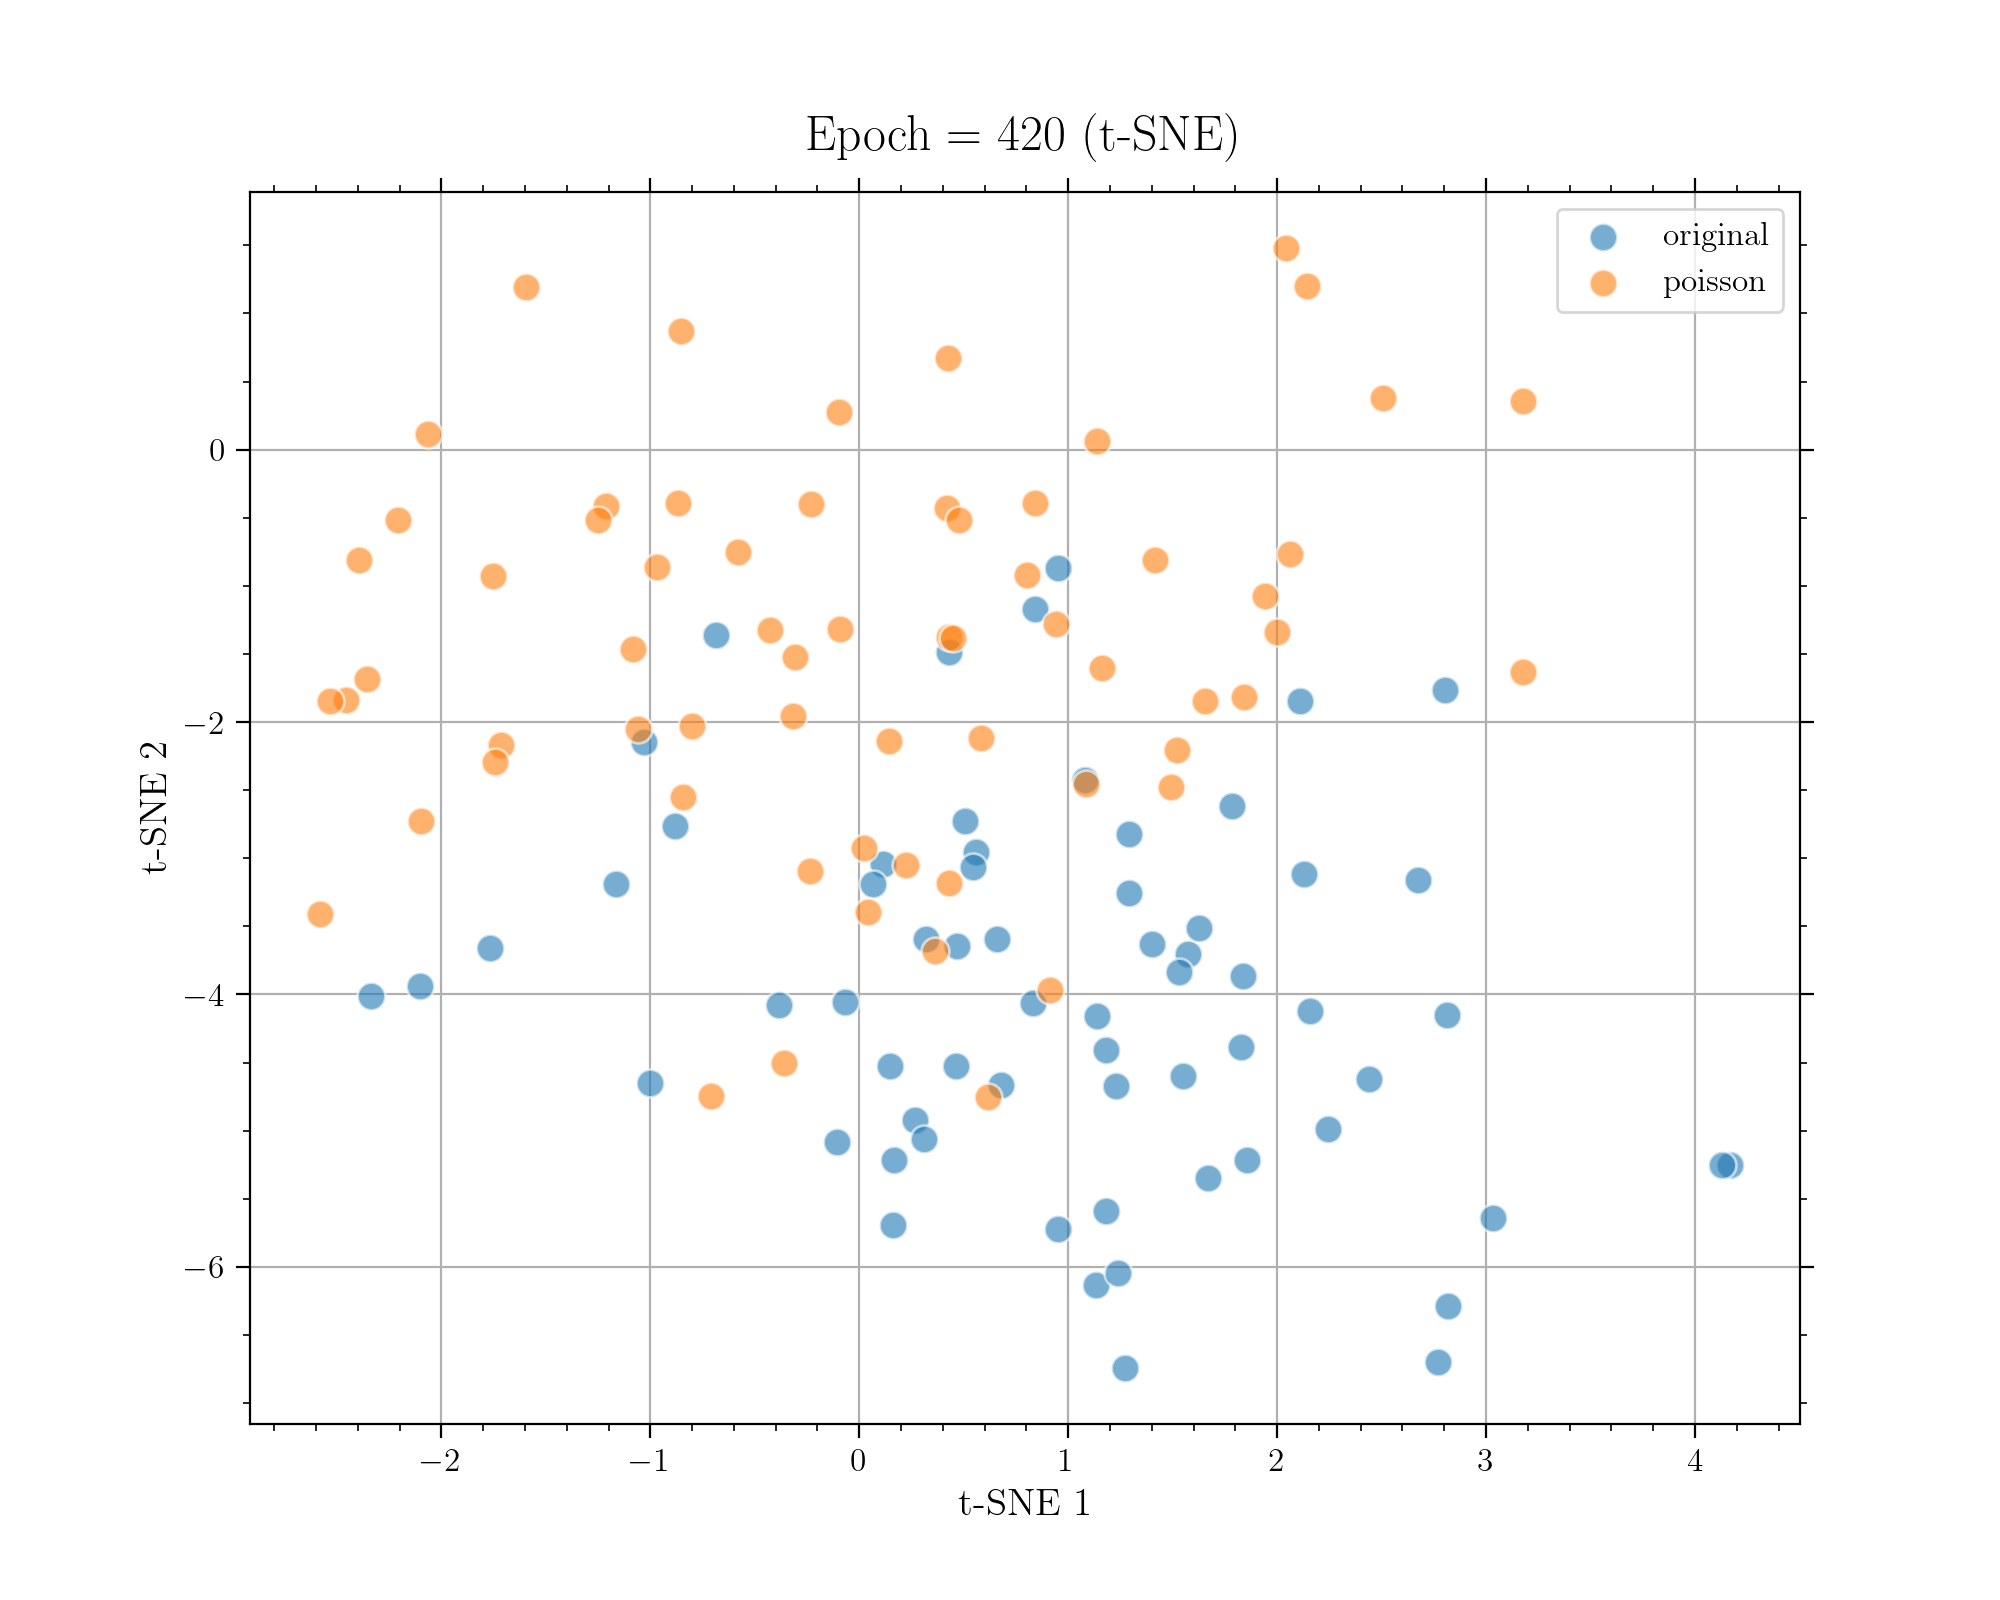 Epoch = 420 (t-SNE)
original
poisson
0
−2
−4
−6
t-SNE 2
−2
−1
0
1
2
3
4
t-SNE 1